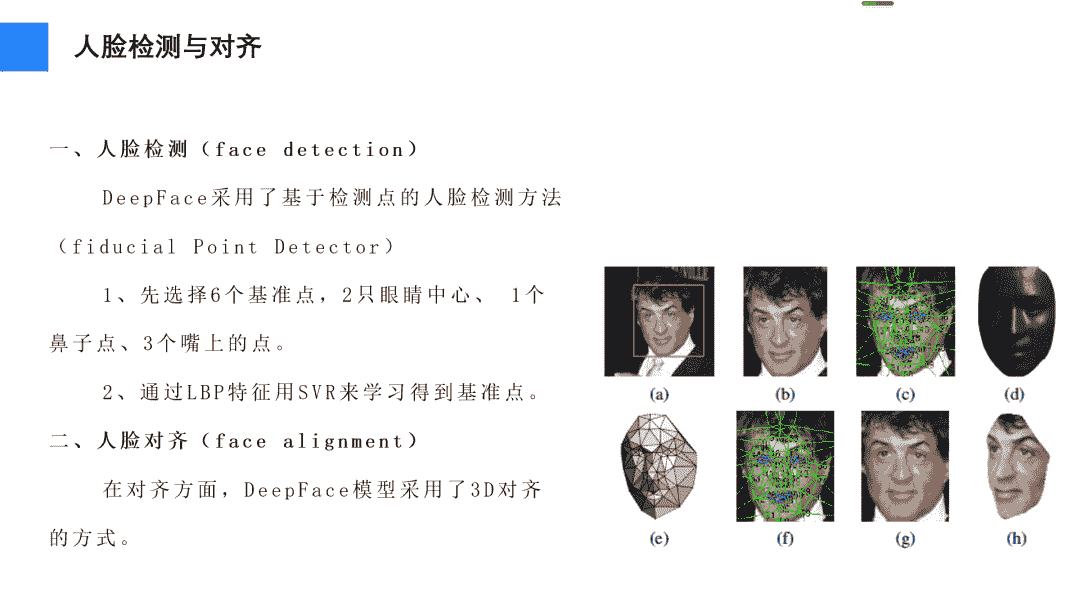 人脸检测与对齐
一、人脸检测（face detection）
DeepFace采用了基于检测点的人脸检测方法
（fiducial Point Detector）
1、先选择6个基准点，2只眼睛中心、 1个
鼻子点、3个嘴上的点。
2、通过LBP特征用SVR来学习得到基准点。
二、人脸对齐（face alignment）
在对齐方面，DeepFace模型采用了3D对齐
的方式。
(a) (b) (c) (d)
(e) (f) (g) (h)